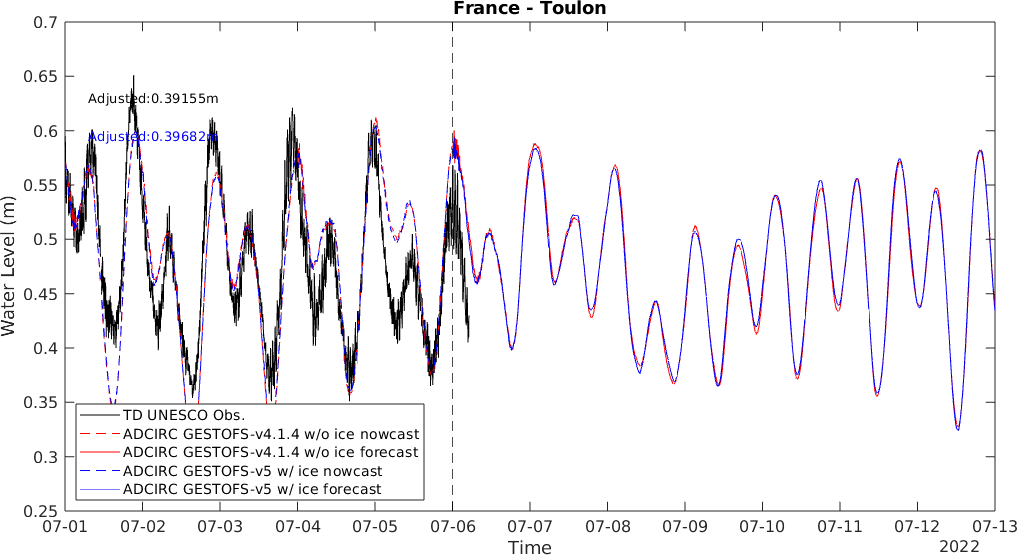 France - Toulon
0.7
0.65
0.6
0.55
0.5
0.45
0.4
0.35
0.3
0.25
Water Level (m)
Adjusted:0.39155m
Adjusted:0.39682m
TD UNESCO Obs.
ADCIRC GESTOFS-v4.1.4 w/o ice nowcast
ADCIRC GESTOFS-v4.1.4 w/o ice forecast
ADCIRC GESTOFS-v5 w/ ice nowcast
ADCIRC GESTOFS-v5 w/ ice forecast
07-01 07-02 07-03 07-04 07-05 07-06 07-07 07-08 07-09 07-10 07-11 07-12 07-13
Time
2022